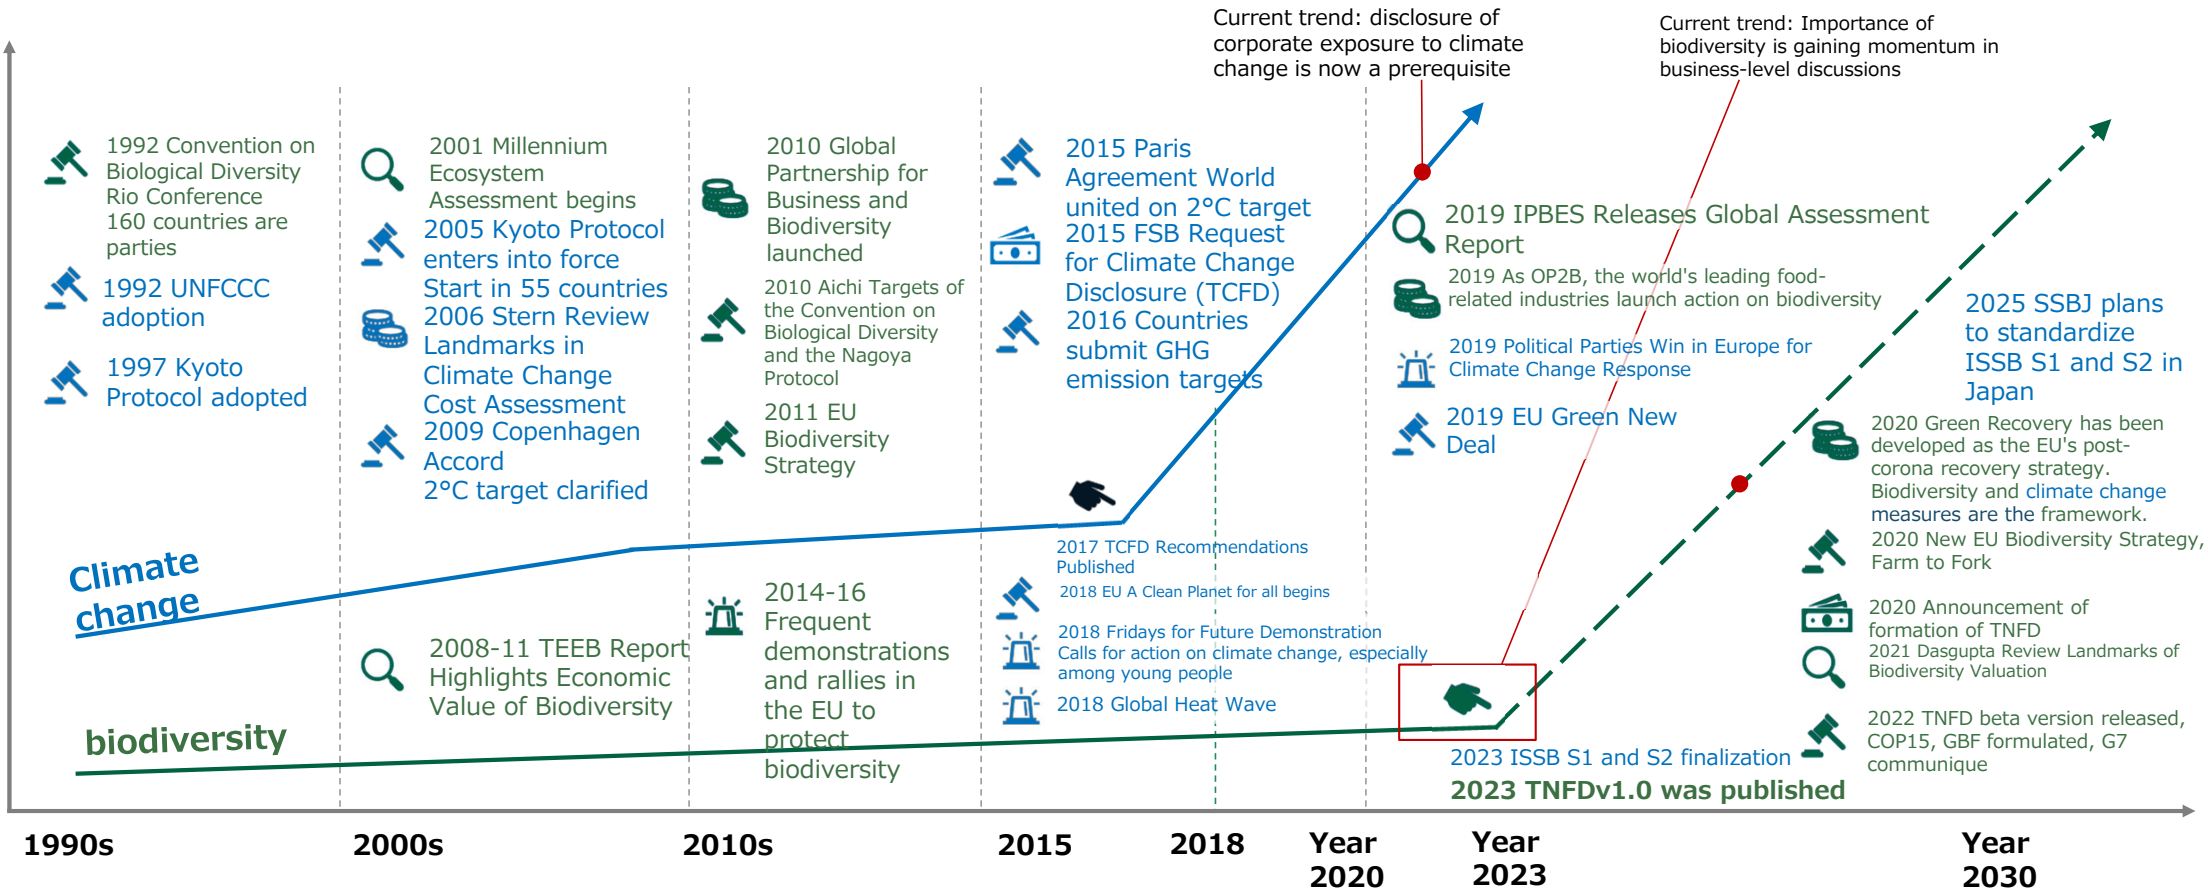 Current trend: disclosure of
corporate exposure to climate
change is now a prerequisite
Current trend: Importance of
biodiversity is gaining momentum in
business-level discussions
1992 Convention on
Biological Diversity
Rio Conference
160 countries are
parties
1992 UNFCCC
adoption
1997 Kyoto
Protocol adopted
2001 Millennium
Ecosystem
Assessment begins
2005 Kyoto Protocol
enters into force
Start in 55 countries
2006 Stern Review
Landmarks in
Climate Change
Cost Assessment
2009 Copenhagen
Accord
2°C target clarified
2008-11 TEEB Report
Highlights Economic
Value of Biodiversity
2010 Global
Partnership for
Business and
Biodiversity
launched
2010 Aichi Targets of
the Convention on
Biological Diversity
and the Nagoya
Protocol
2011 EU
Biodiversity
Strategy
2014-16
Frequent
demonstrations
and rallies in
the EU to
protect
biodiversity
2015 Paris
Agreement World
united on 2°C target
2015 FSB Request
for Climate Change
Disclosure (TCFD)
2016 Countries
submit GHG
emission targets
2017 TCFD Recommendations
Published
2018 EU A Clean Planet for all begins
2018 Fridays for Future Demonstration
Calls for action on climate change, especially
among young people
2018 Global Heat Wave
2019 IPBES Releases Global Assessment
Report
2019 As OP2B, the world's leading food-
related industries launch action on biodiversity
2019 Political Parties Win in Europe for
Climate Change Response
2019 EU Green New
Deal
2023 ISSB S1 and S2 finalization
2023 TNFDv1.0 was published
2025 SSBJ plans
to standardize
ISSB S1 and S2 in
Japan
2020 Green Recovery has been
developed as the EU's post-
corona recovery strategy.
Biodiversity and climate change
measures are the framework.
2020 New EU Biodiversity Strategy,
Farm to Fork
2020 Announcement of
formation of TNFD
2021 Dasgupta Review Landmarks of
Biodiversity Valuation
2022 TNFD beta version released,
COP15, GBF formulated, G7
communique
Climate
change
biodiversity
1990s
2000s
2010s
2015
2018
Year
2020
Year
2023
Year
2030